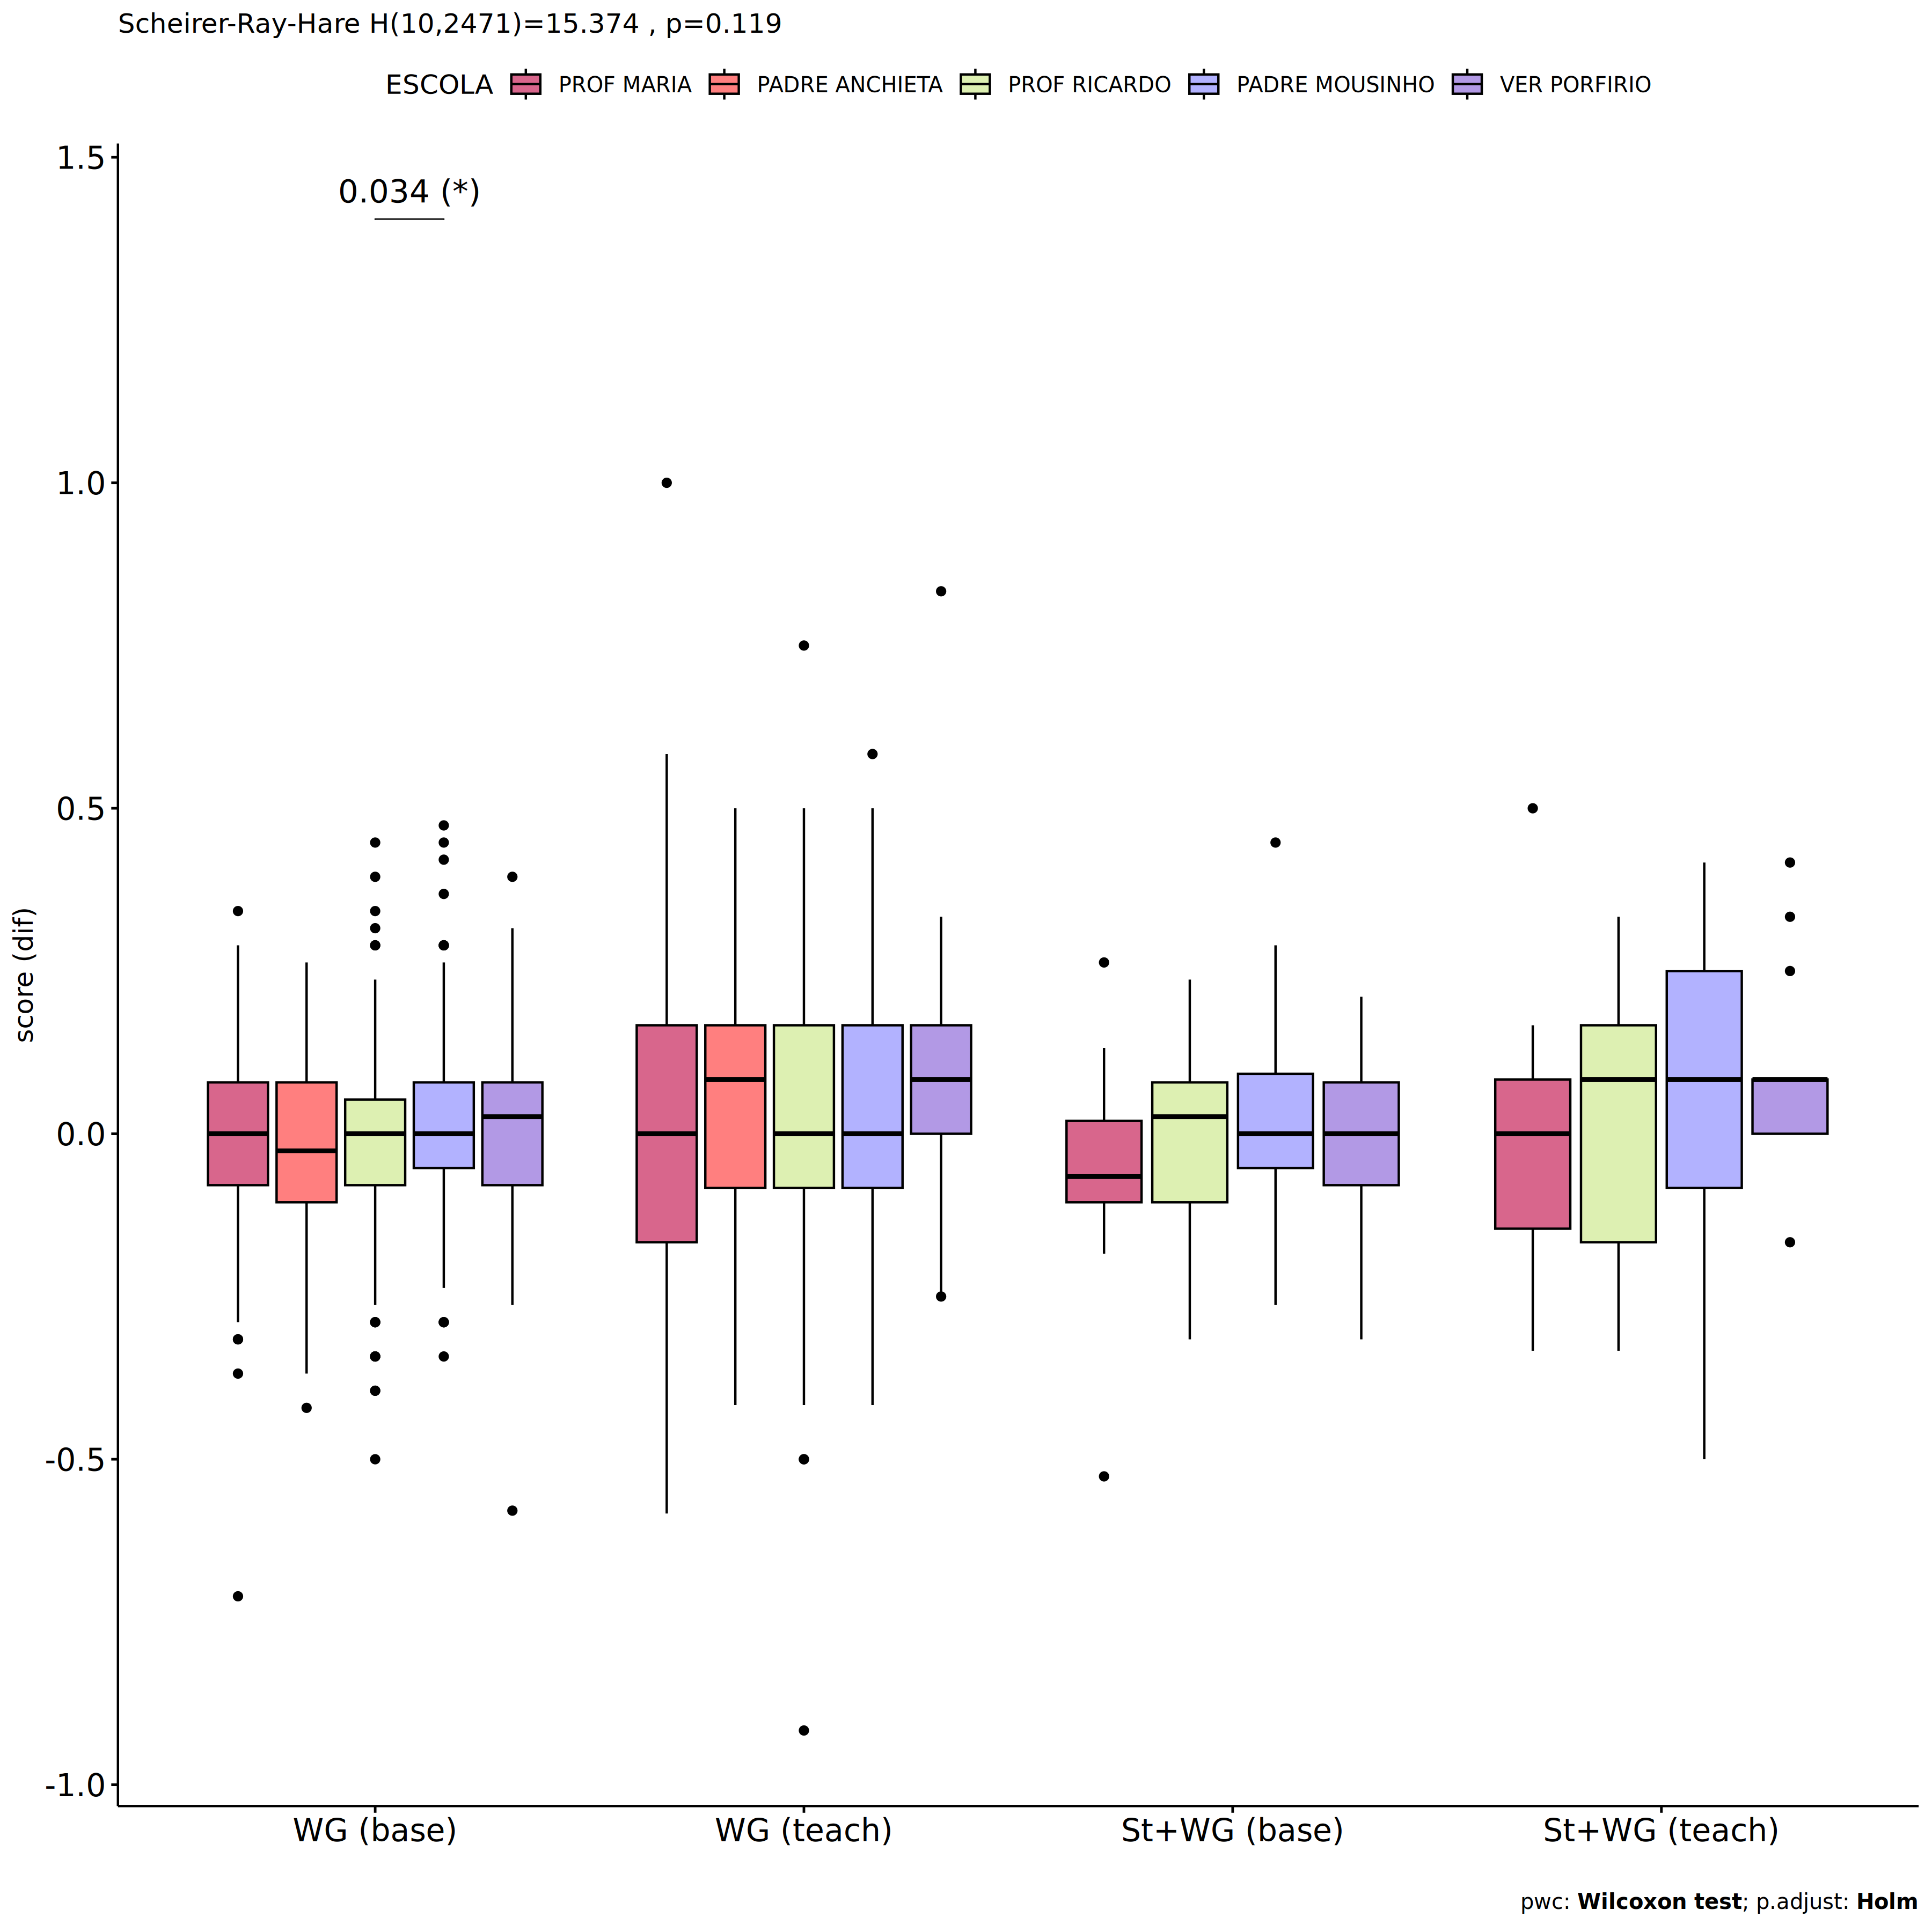 Scheirer-Ray-Hare H(10,2471)=15.374 , p=0.119
ESCOLA PROF MARIA PADRE ANCHIETA PROF RICARDO PADRE MOUSINHO VER PORFIRIO
1.5
0.034 (*)
1.0
0.5
score (dif)
0.0
-0.5
-1.0
WG (base) WG (teach) St+WG (base) St+WG (teach)
pwc: Wilcoxon test; p.adjust: Holm